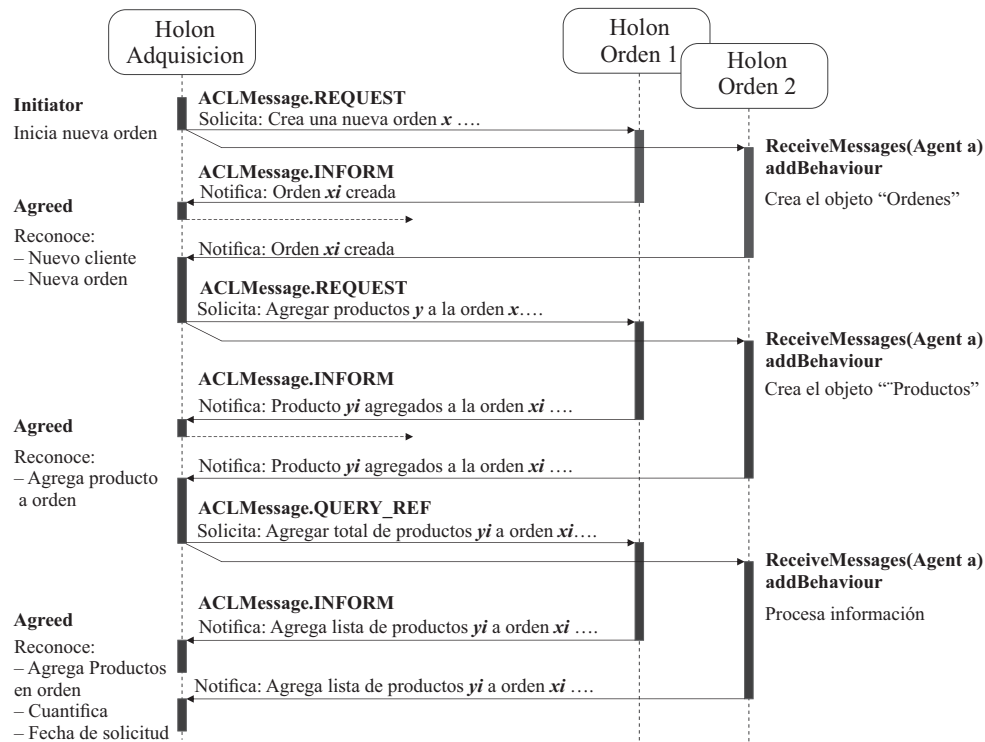 Holon
Adquisicion
Holon
Orden 1
Holon
Orden 2
Initiator
Inicia nueva orden
ACLMessage.REQUEST
Solicita: Crea una nueva orden x ….
ReceiveMessages(Agent a)
addBehaviour
Crea el objeto “Ordenes”
ACLMessage.INFORM
Notifica: Orden xi creada
Agreed
Reconoce:
– Nuevo cliente
– Nueva orden
Notifica: Orden xi creada
ACLMessage.REQUEST
Solicita: Agregar productos y a la orden x….
ReceiveMessages(Agent a)
addBehaviour
Crea el objeto “¨Productos”
ACLMessage.INFORM
Notifica: Producto yi agregados a la orden xi ….
Agreed
Reconoce:
– Agrega producto
a orden
Notifica: Producto yi agregados a la orden xi ….
ACLMessage.QUERY_REF
Solicita: Agregar total de productos yi a orden xi….
ReceiveMessages(Agent a)
addBehaviour
Procesa información
ACLMessage.INFORM
Notifica: Agrega lista de productos yi a orden xi ….
Agreed
Reconoce:
– Agrega Productos
en orden
– Cuantifica
– Fecha de solicitud
Notifica: Agrega lista de productos yi a orden xi ….